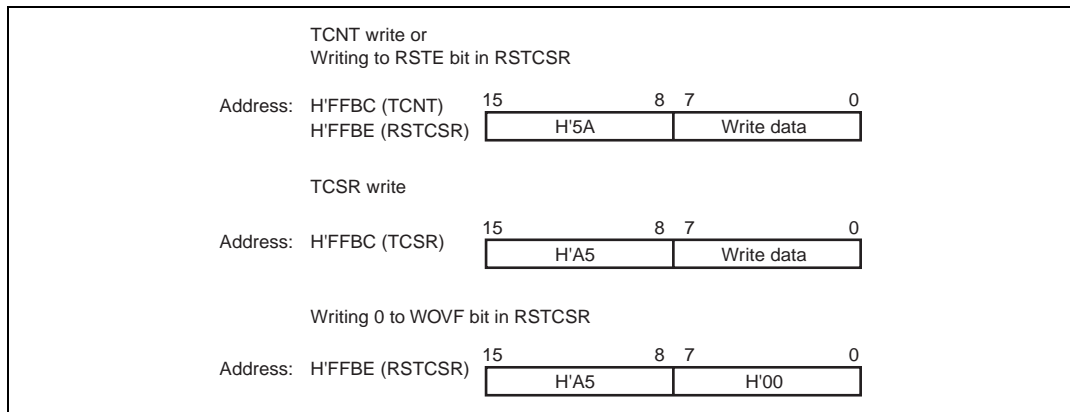 TCNT write or
Writing to RSTE bit in RSTCSR
Address: H'FFBC (TCNT) 15 8 7 0
H'FFBE (RSTCSR) H'5A Write data
TCSR write
15 8 7 0
Address: H'FFBC (TCSR) H'A5 Write data
Writing 0 to WOVF bit in RSTCSR
15 8 7 0
Address: H'FFBE (RSTCSR) H'A5 H'00